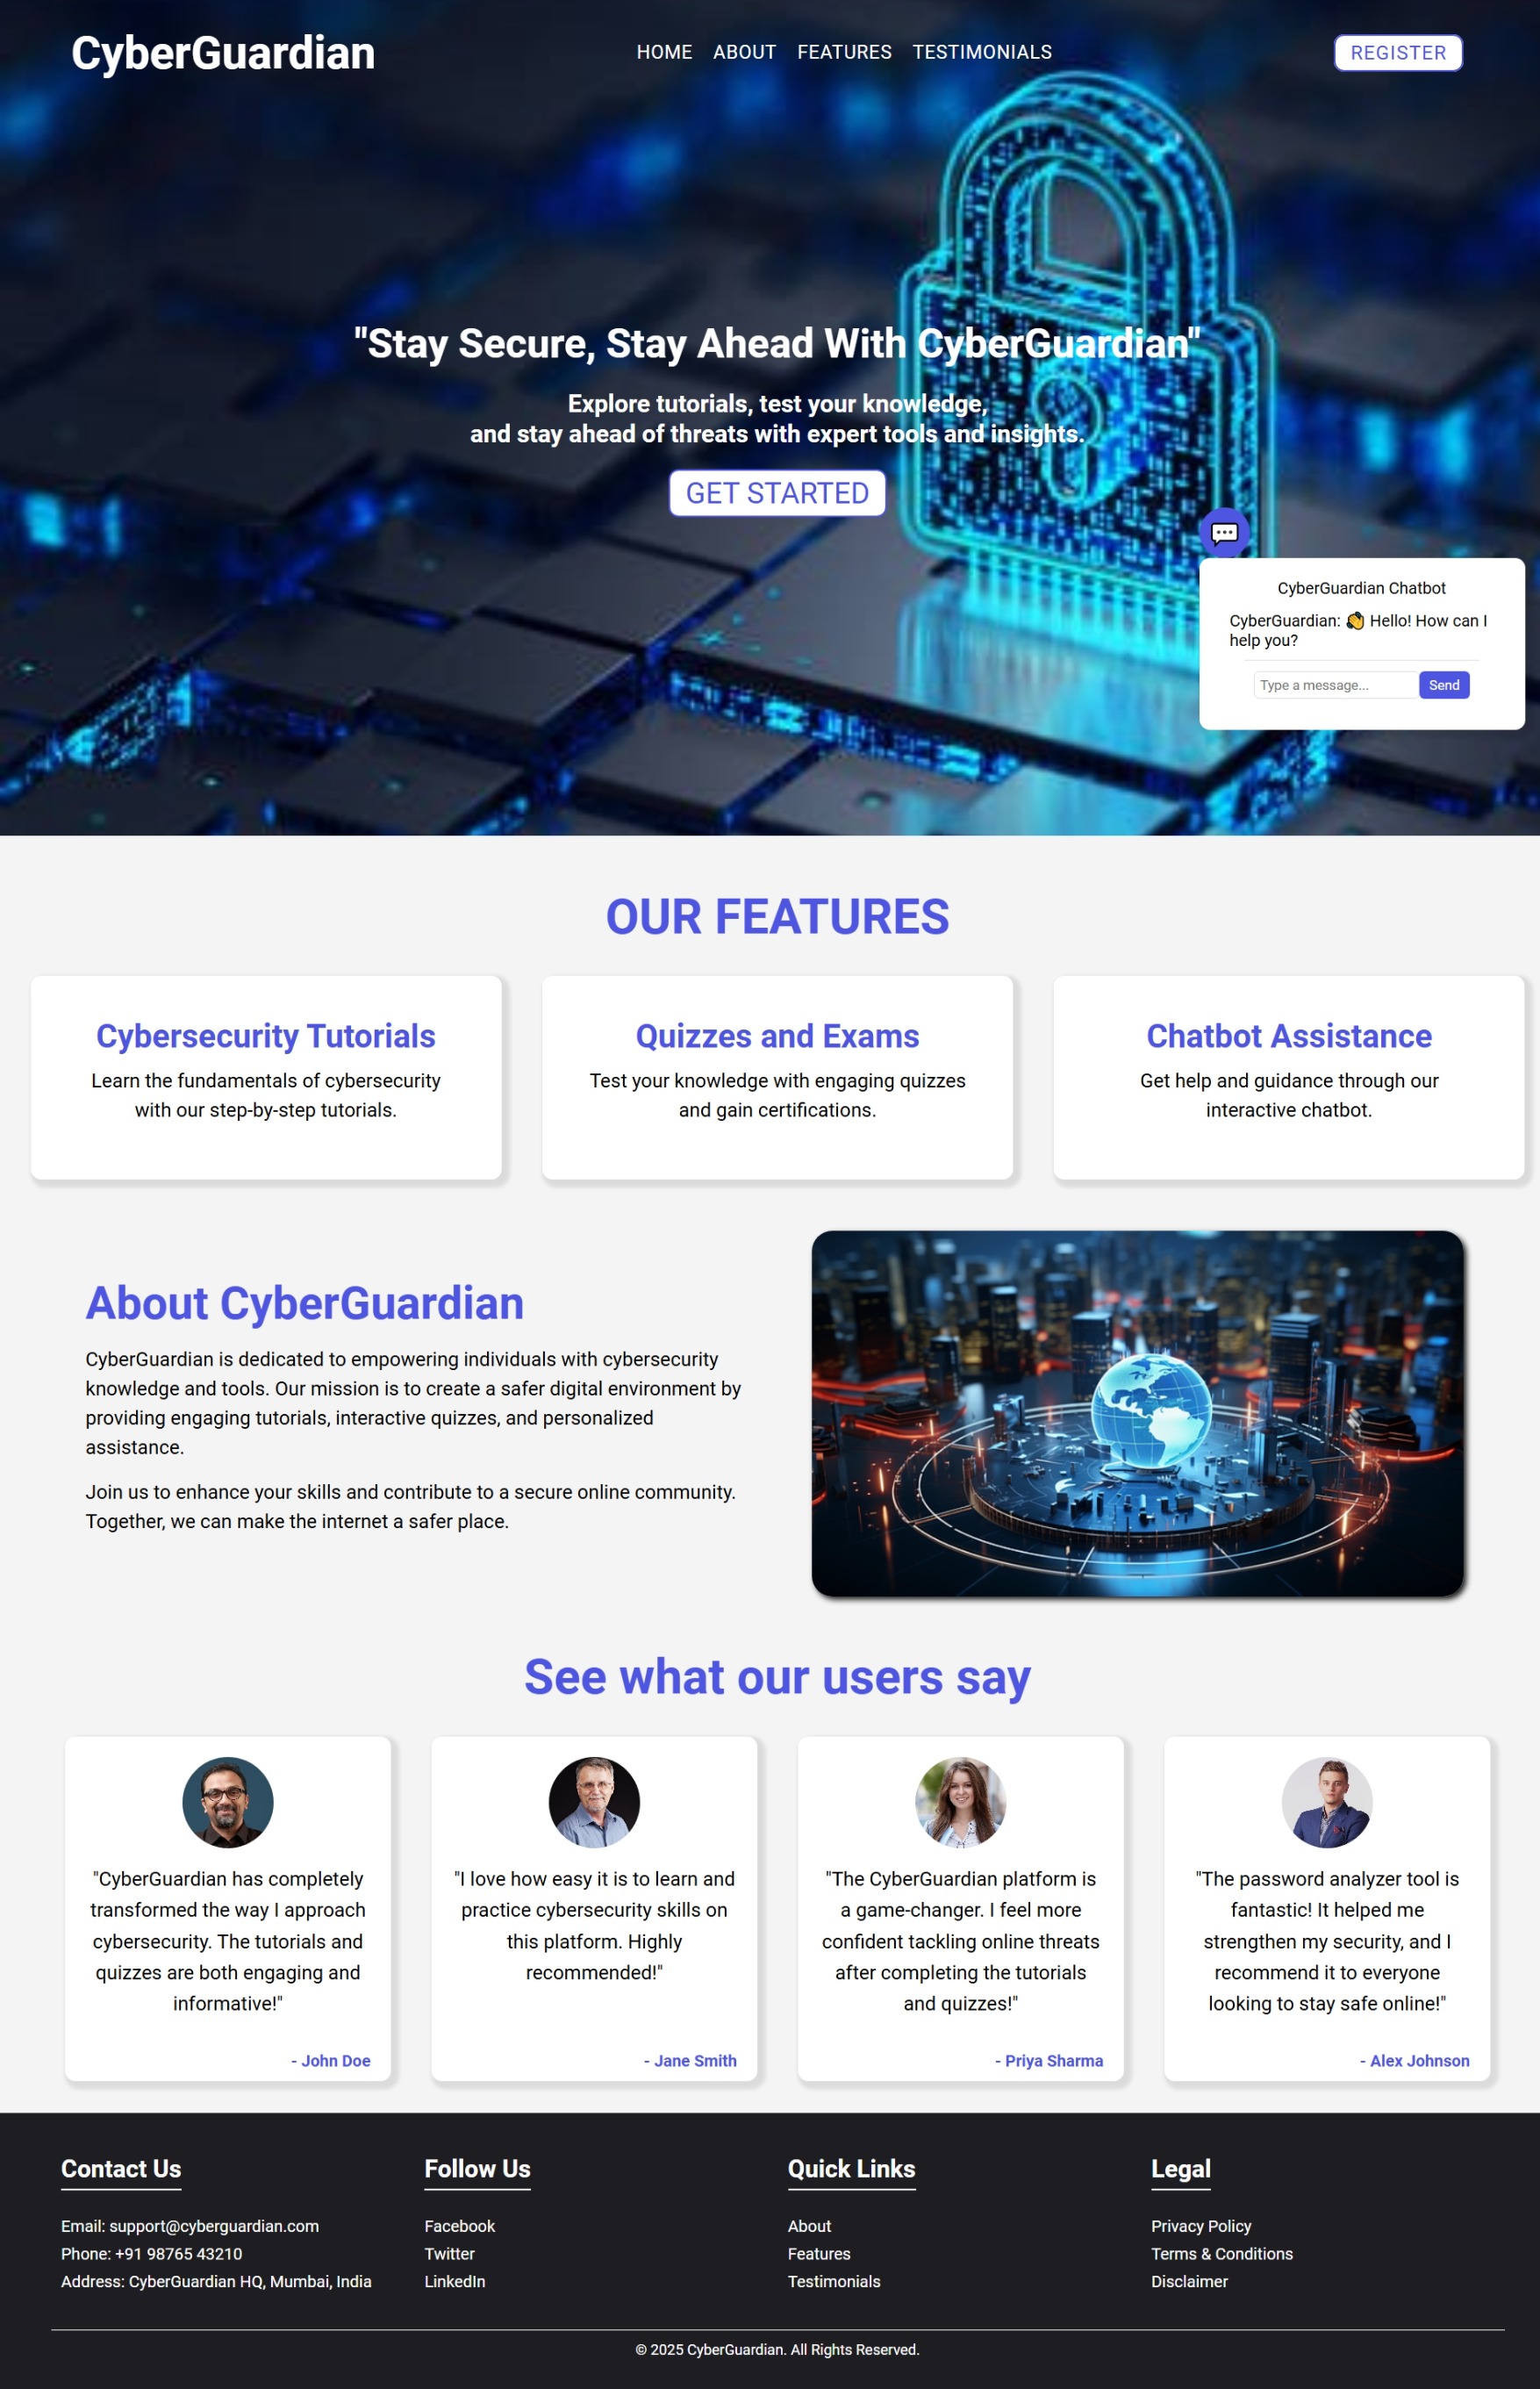 CyberGuardian
HOME ABOUT FEATURES TESTIMONIALS
REGISTER
"Stay Secure, Stay Ahead With CyberGuardian"
Explore tutorials, test your knowledge,
and stay ahead of threats with expert tools and insights.
GET STARTED
CyberGuardian Chatbot
CyberGuardian: 👋 Hello! How can I
help you?
Type a message...
Send
OUR FEATURES
Cybersecurity Tutorials
Learn the fundamentals of cybersecurity
with our step-by-step tutorials.
Quizzes and Exams
Test your knowledge with engaging quizzes
and gain certifications.
Chatbot Assistance
Get help and guidance through our
interactive chatbot.
About CyberGuardian
CyberGuardian is dedicated to empowering individuals with cybersecurity
knowledge and tools. Our mission is to create a safer digital environment by
providing engaging tutorials, interactive quizzes, and personalized
assistance.
Join us to enhance your skills and contribute to a secure online community.
Together, we can make the internet a safer place.
See what our users say
"CyberGuardian has completely
transformed the way I approach
cybersecurity. The tutorials and
quizzes are both engaging and
informative!"
- John Doe
"I love how easy it is to learn and
practice cybersecurity skills on
this platform. Highly
recommended!"
- Jane Smith
"The CyberGuardian platform is
a game-changer. I feel more
confident tackling online threats
after completing the tutorials
and quizzes!"
- Priya Sharma
"The password analyzer tool is
fantastic! It helped me
strengthen my security, and I
recommend it to everyone
looking to stay safe online!"
- Alex Johnson
Contact Us
Email: support@cyberguardian.com
Phone: +91 98765 43210
Address: CyberGuardian HQ, Mumbai, India
Follow Us
Facebook
Twitter
LinkedIn
Quick Links
About
Features
Testimonials
Legal
Privacy Policy
Terms & Conditions
Disclaimer
© 2025 CyberGuardian. All Rights Reserved.